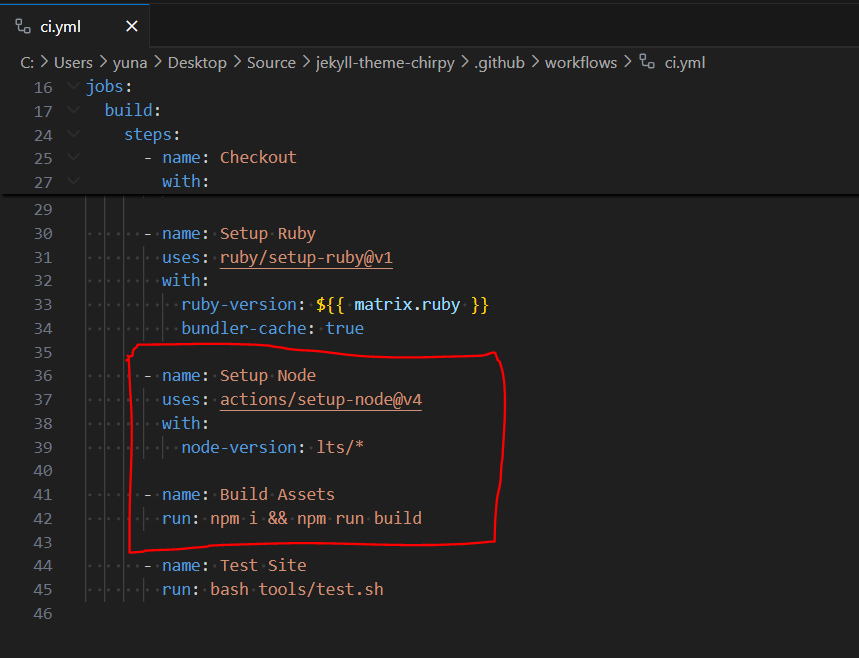 ci.yml
C: > Users > yuna > Desktop > Source > jekyll-theme-chirpy > .github > workflows > ci.yml
16 jobs:
17 build:
24 steps:
25 - name: Checkout
27 with:
29
30 - name: Setup Ruby
31 uses: ruby/setup-ruby@v1
32 with:
33 ruby-version: ${{ matrix.ruby }}
34 bundler-cache: true
35
36 - name: Setup Node
37 uses: actions/setup-node@v4
38 with:
39 node-version: lts/*
40
41 - name: Build Assets
42 run: npm i && npm run build
43
44 - name: Test Site
45 run: bash tools/test.sh
46